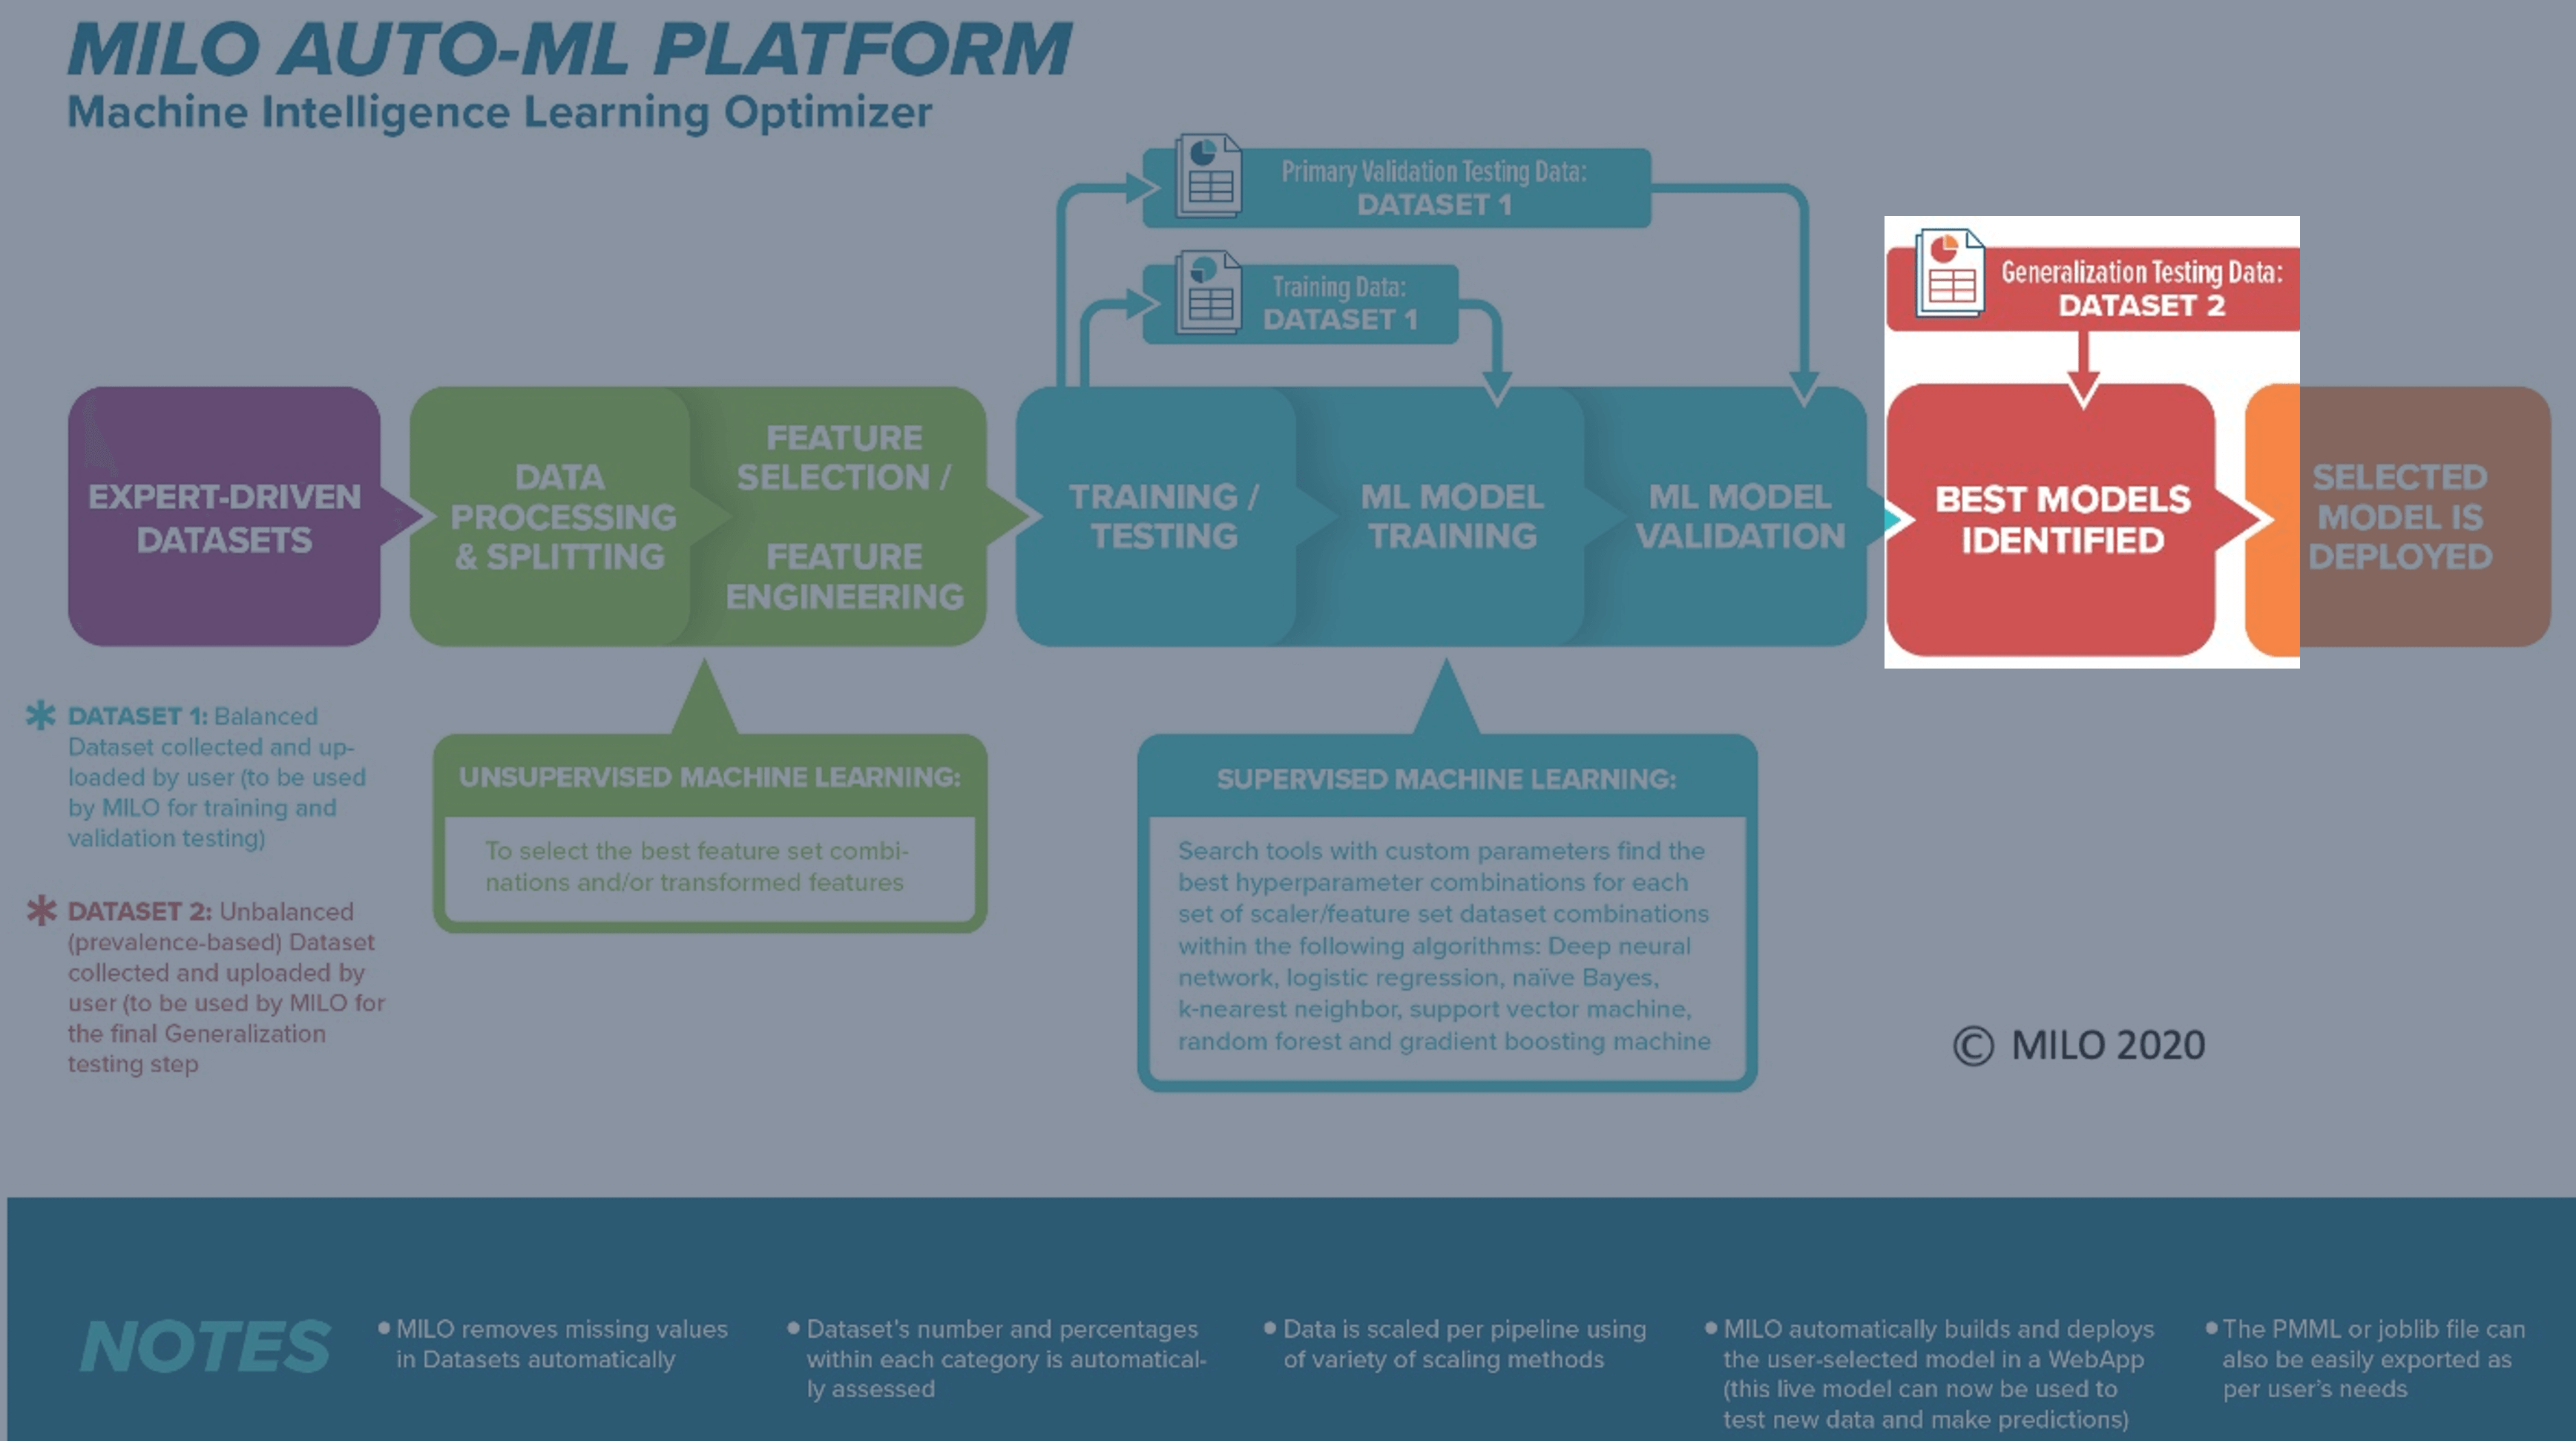 MILO AUTO-ML PLATFORM
Machine Intelligence Learning Optimizer
Primary Validation Testing Data:
DATASET 1
Training Data:
DATASET 1
Generalization Testing Data:
DATASET 2
EXPERT-DRIVEN
DATASETS
DATA
PROCESSING
& SPLITTING
FEATURE
SELECTION /
FEATURE
ENGINEERING
TRAINING /
TESTING
ML MODEL
TRAINING
ML MODEL
VALIDATION
BEST MODELS
IDENTIFIED
SELECTED
MODEL IS
DEPLOYED
* DATASET 1: Balanced
Dataset collected and up-
loaded by user (to be used
by MILO for training and
validation testing)
* DATASET 2: Unbalanced
(prevalence-based) Dataset
collected and uploaded by
user (to be used by MILO for
the final Generalization
testing step
UNSUPERVISED MACHINE LEARNING:
To select the best feature set combi-
nations and/or transformed features
SUPERVISED MACHINE LEARNING:
Search tools with custom parameters find the
best hyperparameter combinations for each
set of scaler/feature set dataset combinations
within the following algorithms: Deep neural
network, logistic regression, naïve Bayes,
k-nearest neighbor, support vector machine,
random forest and gradient boosting machine
© MILO 2020
NOTES
• MILO removes missing values
in Datasets automatically
• Dataset's number and percentages
within each category is automatical-
ly assessed
• Data is scaled per pipeline using
of variety of scaling methods
• MILO automatically builds and deploys
the user-selected model in a WebApp
(this live model can now be used to
test new data and make predictions)
• The PMML or joblib file can
also be easily exported as
per user's needs